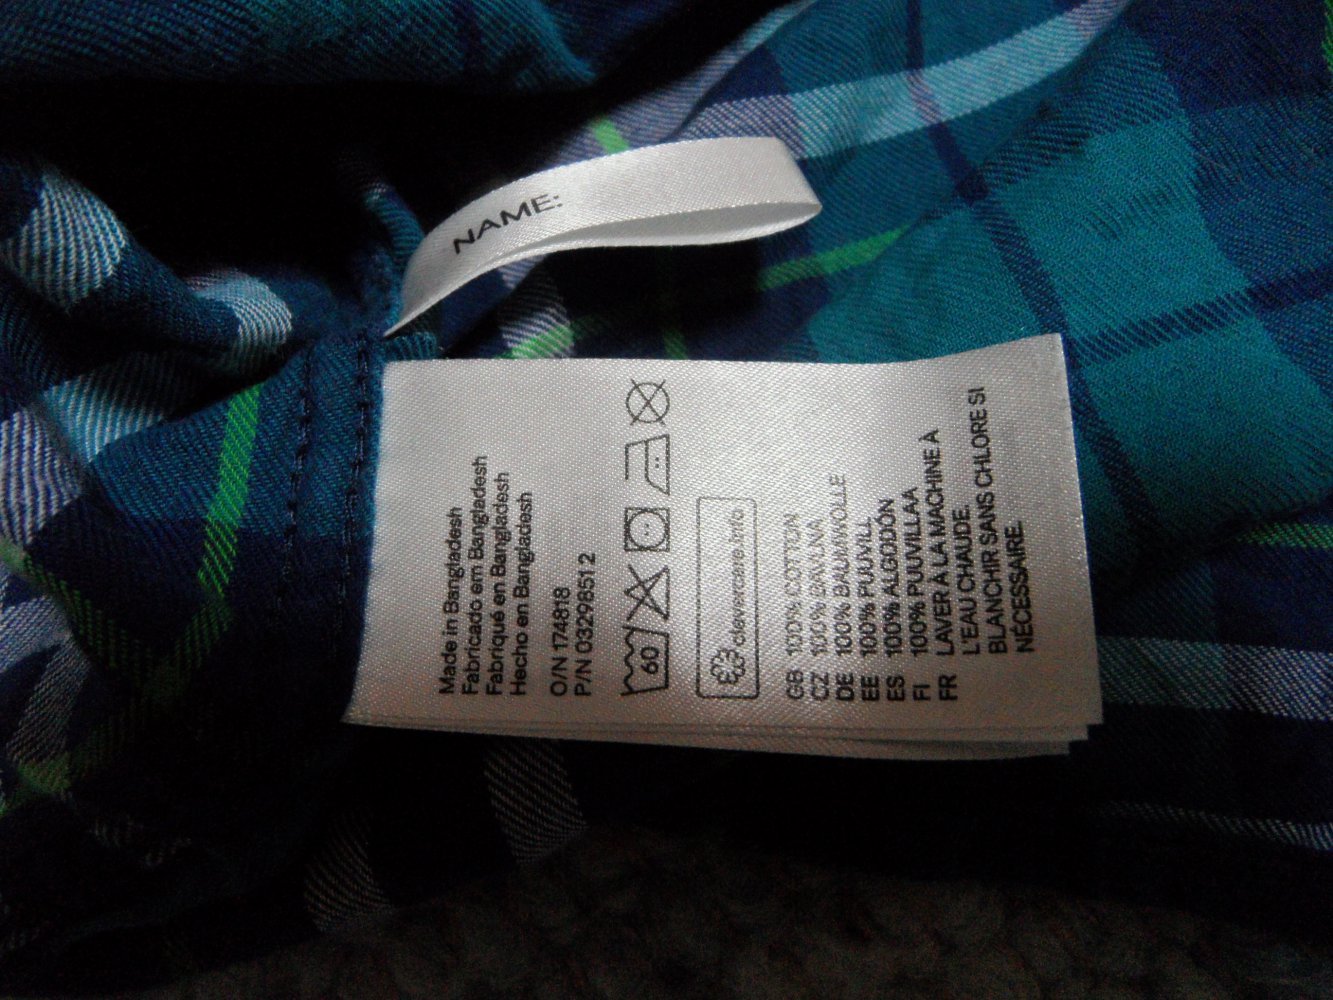 NAME:
Made in Bangladesh
Fabricado em Bangladesh
Fabriqué en Bangladesh
Hecho en Bangladesh
O/N 174818
P/N 03298512
60
clevercare.info
GB 100% COTTON
CZ 100% BAVLNA
DE 100% BAUMWOLLE
EE 100% PUUVILL
ES 100% ALGODÓN
FI 100% PUUVILLAA
FR LAVER À LA MACHINE À
L'EAU CHAUDE.
BLANCHIR SANS CHLORE SI
NÉCESSAIRE.